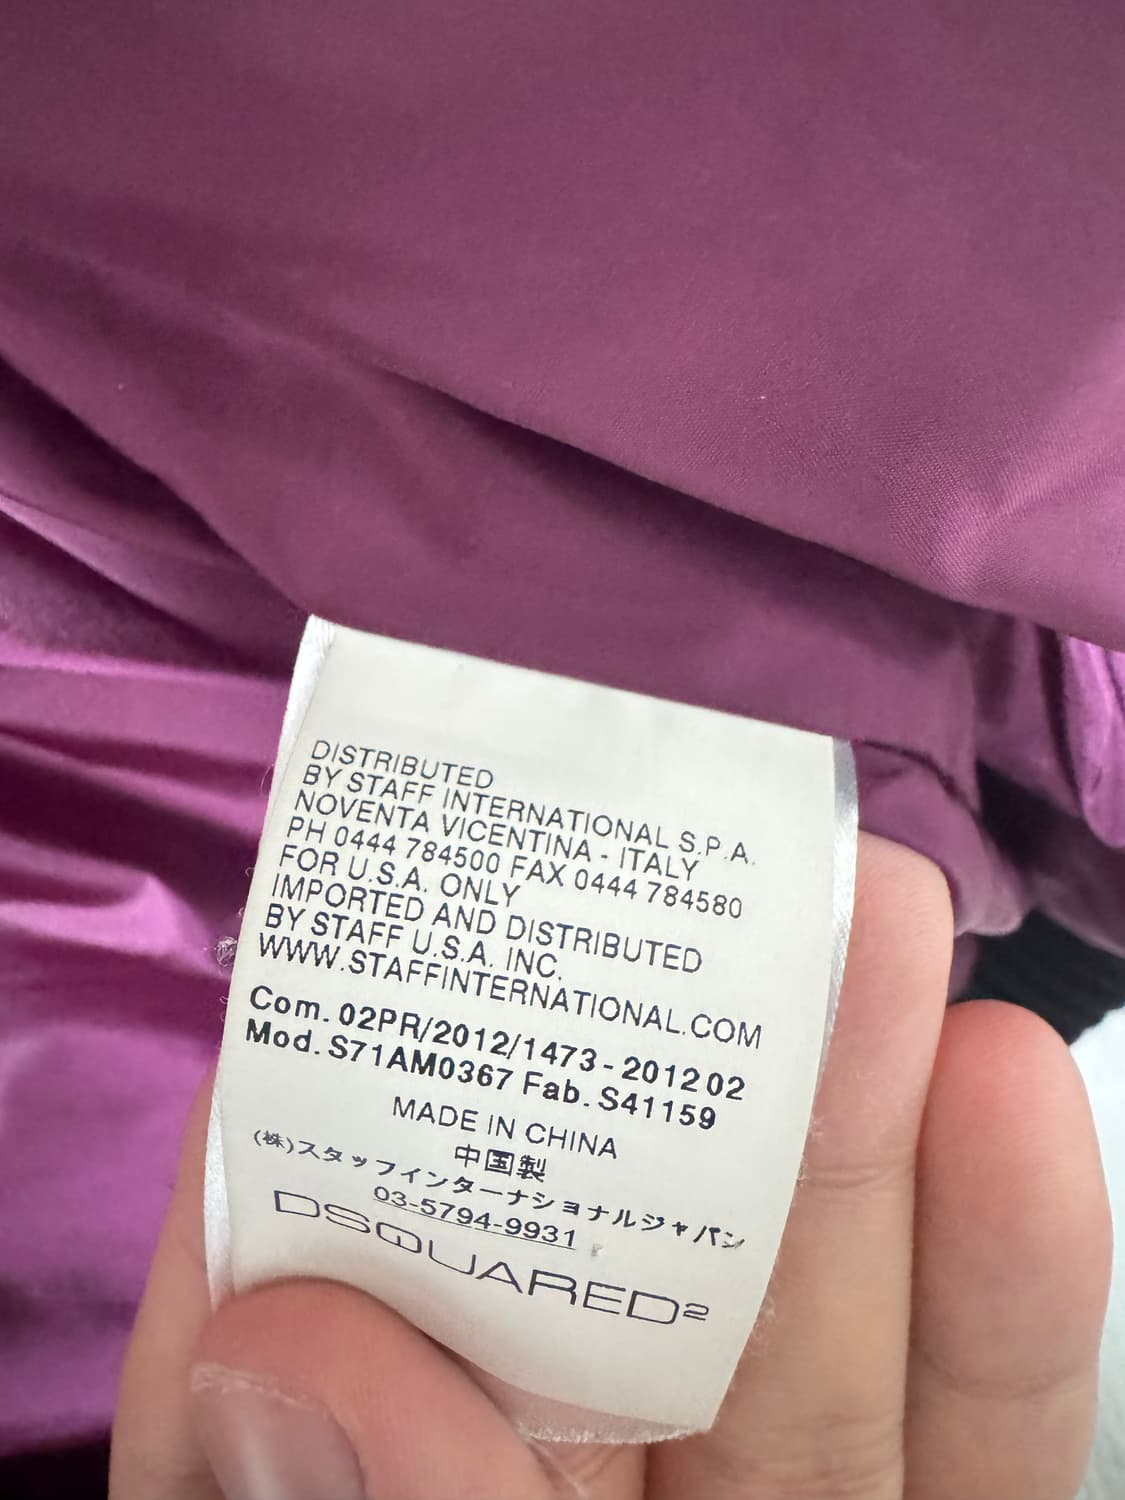 DISTRIBUTED
BY STAFF INTERNATIONAL S.P.A.
NOVENTA VICENTINA - ITALY
PH 0444 784500 FAX 0444 784580
FOR U.S.A. ONLY
IMPORTED AND DISTRIBUTED
BY STAFF U.S.A. INC.
WWW.STAFFINTERNATIONAL.COM
Com. 02PR/2012/1473 - 2012 02
Mod. S71AM0367 Fab. S41159
MADE IN CHINA
中国製
(株)スタッフインターナショナルジャパン
03-5794-9931
DSQUARED2